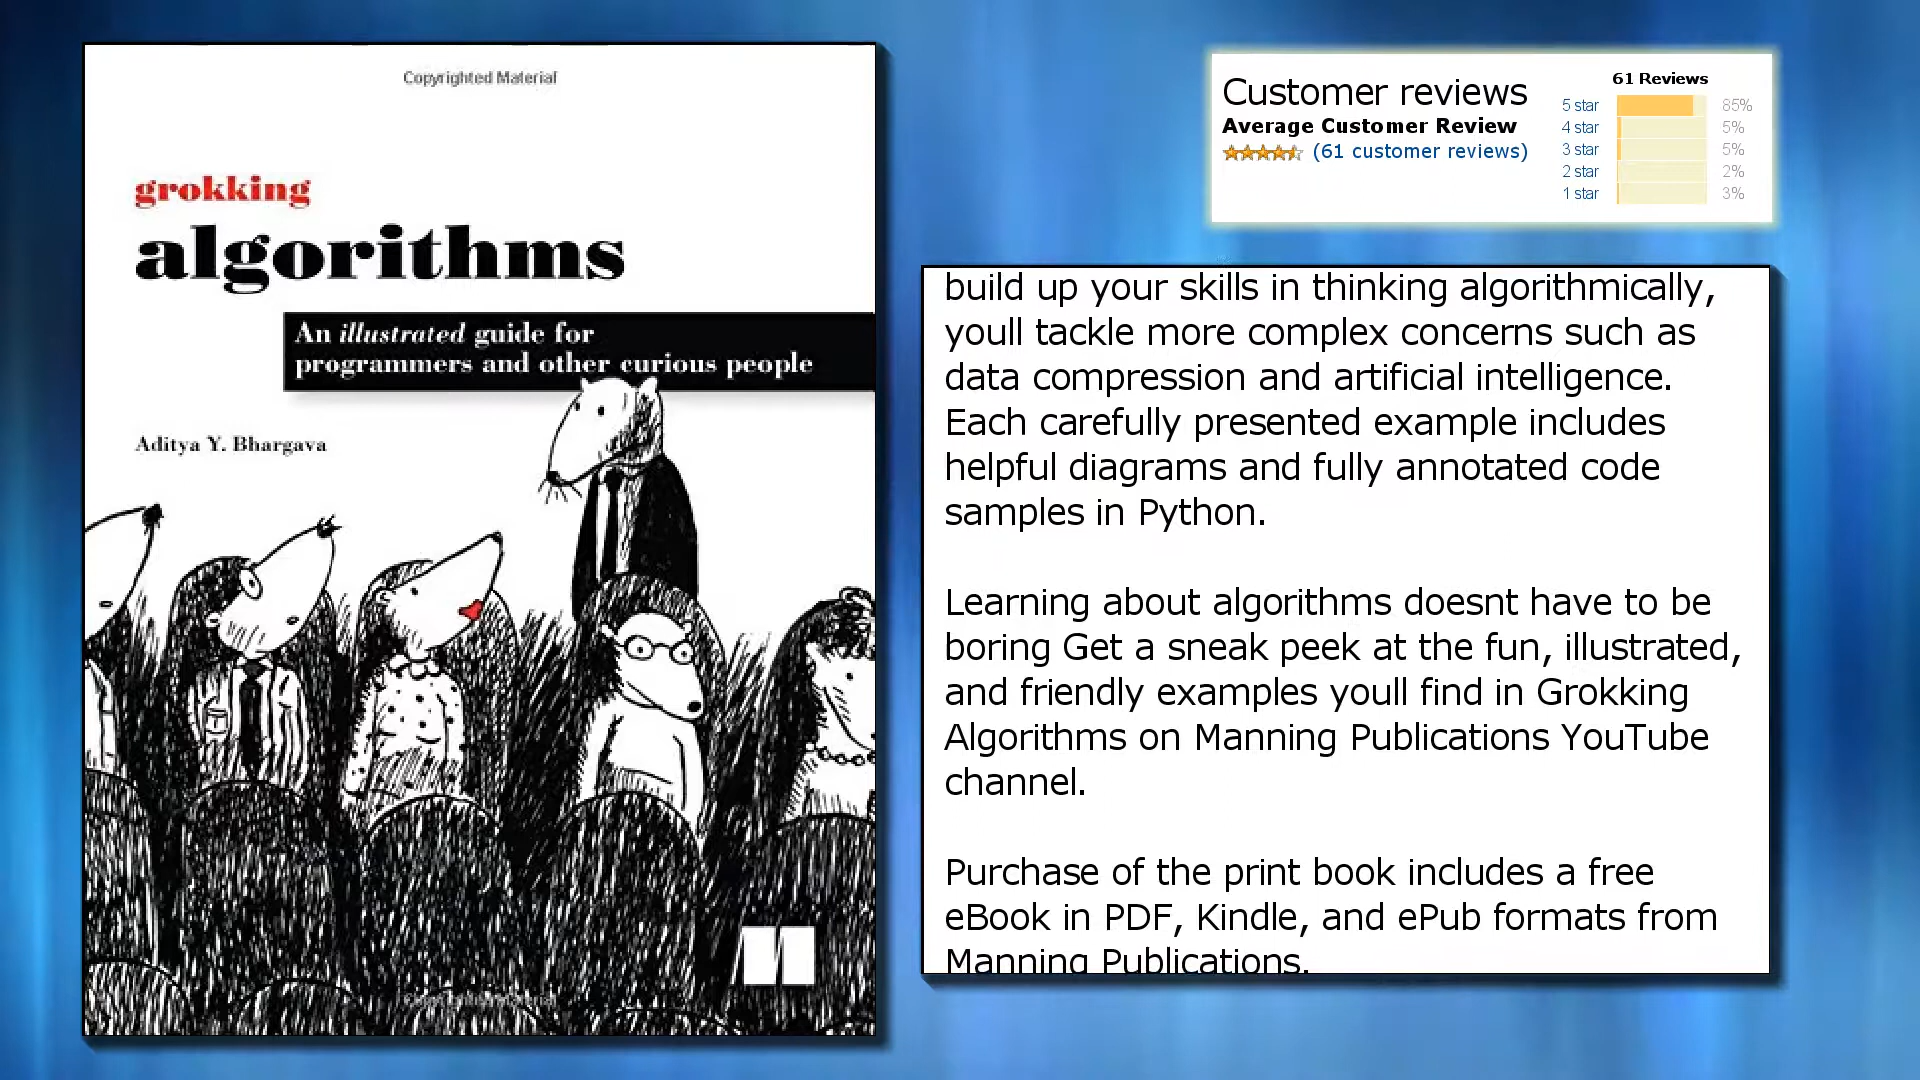 Copyrighted Material
grokking
algorithms
An illustrated guide for
programmers and other curious people
Aditya Y. Bhargava
Copyrighted Material
Customer reviews
Average Customer Review
(61 customer reviews)
61 Reviews
5 star 85%
4 star 5%
3 star 5%
2 star 2%
1 star 3%
build up your skills in thinking algorithmically,
youll tackle more complex concerns such as
data compression and artificial intelligence.
Each carefully presented example includes
helpful diagrams and fully annotated code
samples in Python.
Learning about algorithms doesnt have to be
boring Get a sneak peek at the fun, illustrated,
and friendly examples youll find in Grokking
Algorithms on Manning Publications YouTube
channel.
Purchase of the print book includes a free
eBook in PDF, Kindle, and ePub formats from
Manning Publications.